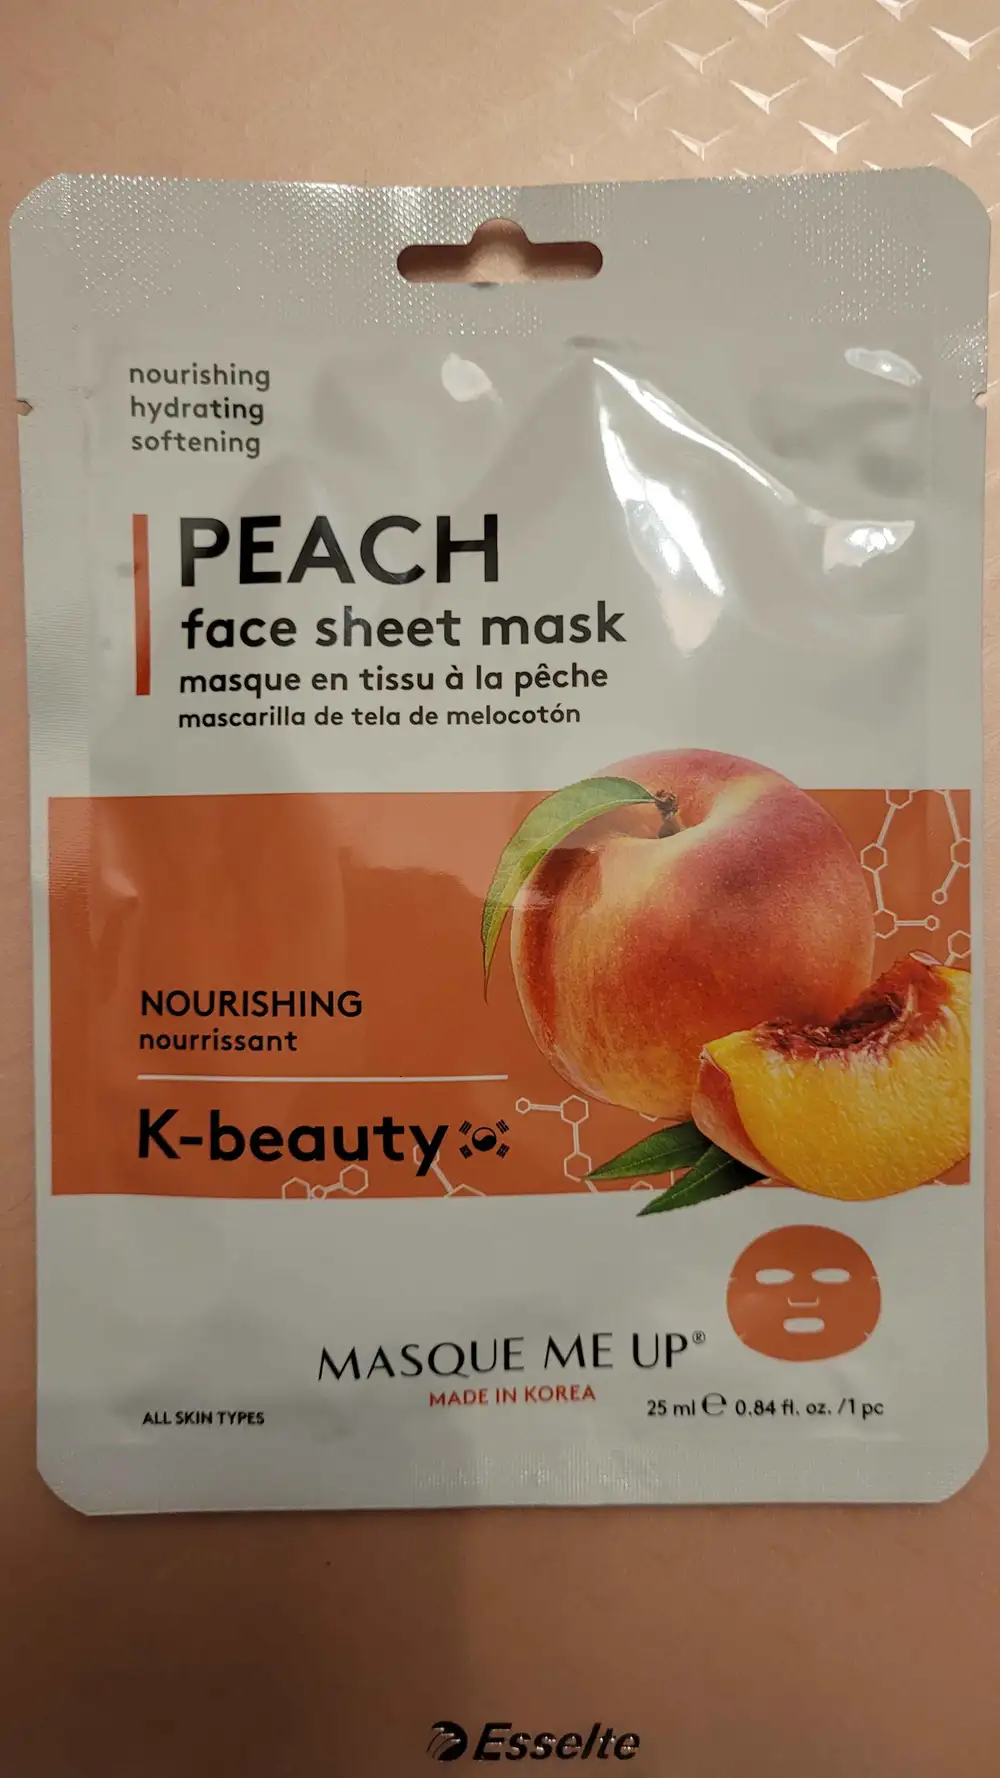 nourishing
hydrating
softening
PEACH
face sheet mask
masque en tissu à la pêche
mascarilla de tela de melocotón
NOURISHING
nourrissant
K-beauty
MASQUE ME UP®
MADE IN KOREA
ALL SKIN TYPES
25 ml ℮ 0.84 fl. oz. /1 pc
Esselte